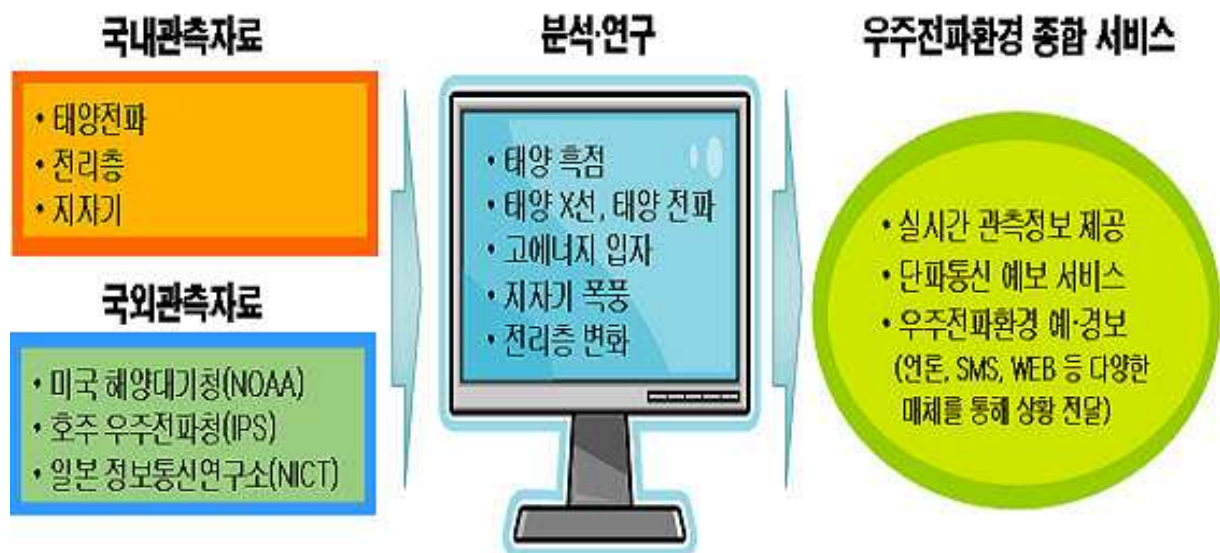 국내관측자료
• 태양전파
• 전리층
• 지자기
국외관측자료
• 미국 해양대기청(NOAA)
• 호주 우주전파청(IPS)
• 일본 정보통신연구소(NICT)
분석·연구
• 태양 흑점
• 태양 X선, 태양 전파
• 고에너지 입자
• 지자기 폭풍
• 전리층 변화
우주전파환경 종합 서비스
• 실시간 관측정보 제공
• 단파통신 예보 서비스
• 우주전파환경 예·경보
(언론, SMS, WEB 등 다양한
매체를 통해 상황 전달)